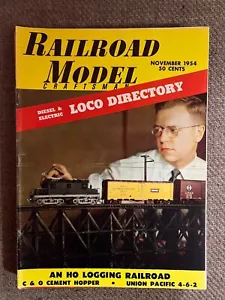 RAILROAD
MODEL
CRAFTSMAN
NOVEMBER 1954
50 CENTS
DIESEL &
ELECTRIC
LOCO DIRECTORY
AN HO LOGGING RAILROAD
C & O CEMENT HOPPER • UNION PACIFIC 4-6-2